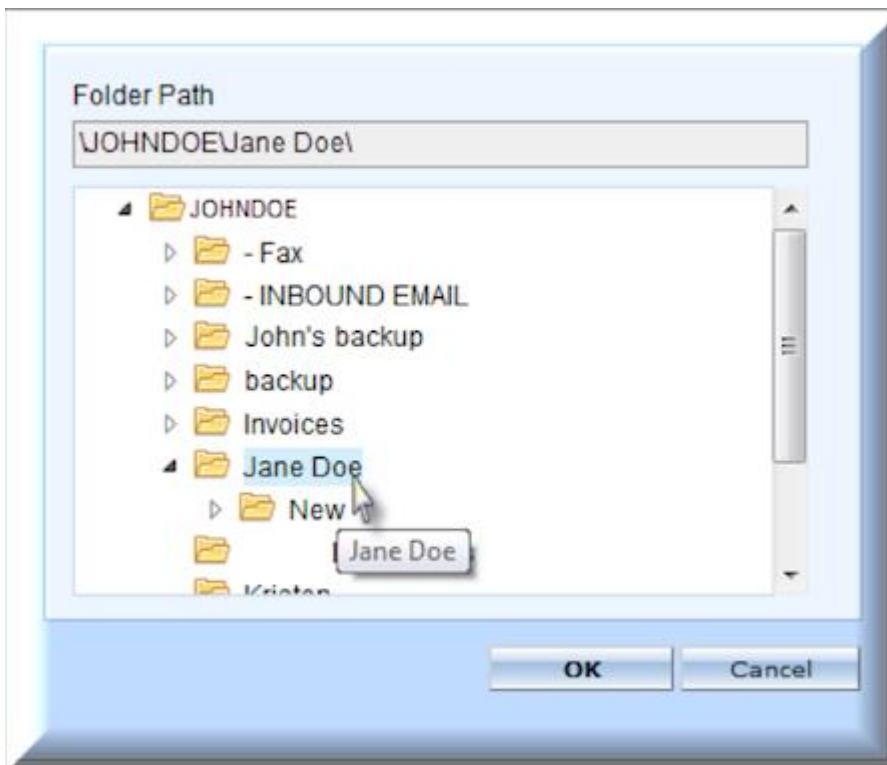 Folder Path
\JOHNDOE\Jane Doe\
JOHNDOE
- Fax
- INBOUND EMAIL
John's backup
backup
Invoices
Jane Doe
New
Jane Doe
Kristen
OK Cancel